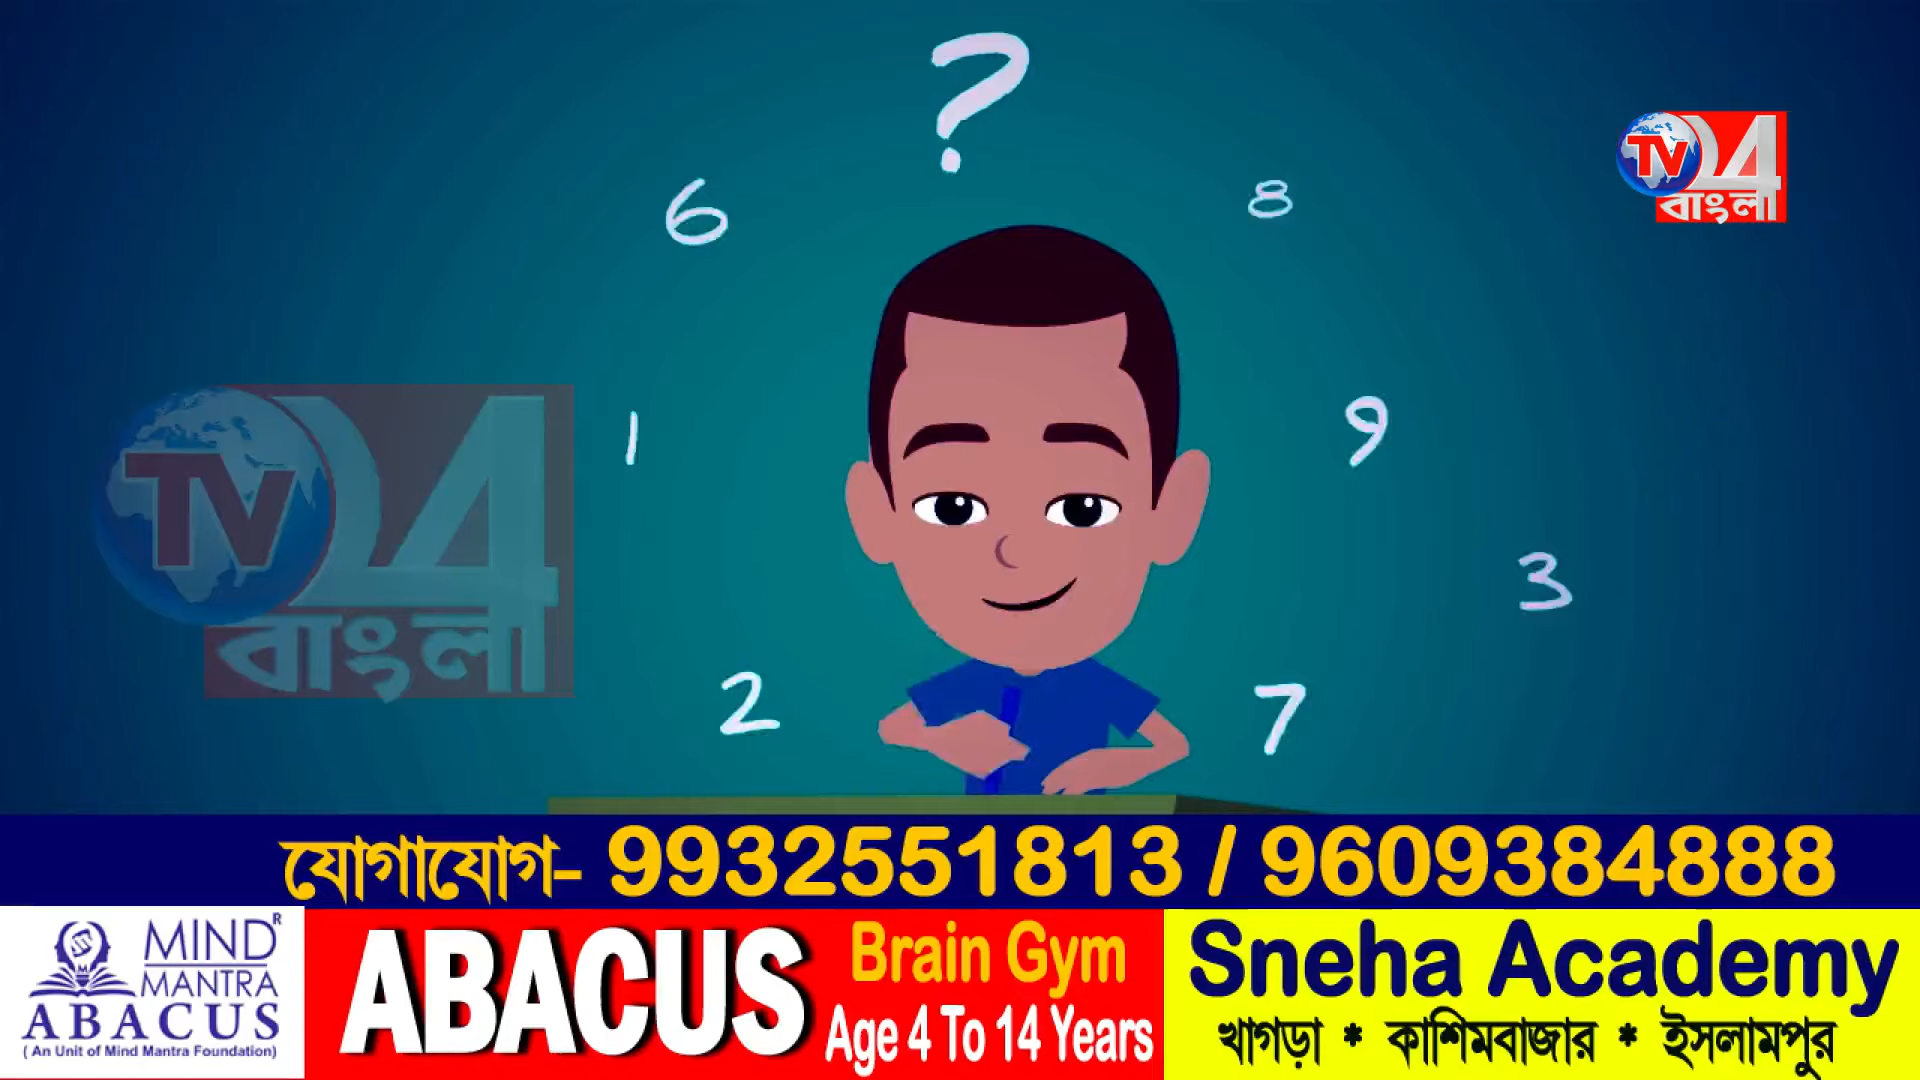 ?
6
8
TV 24
বাংলা
1
9
TV 24
বাংলা
3
2
7
যোগাযোগ- 9932551813 / 9609384888
MIND R
MANTRA
ABACUS
( An Unit of Mind Mantra Foundation)
ABACUS
Brain Gym
Age 4 To 14 Years
Sneha Academy
খাগড়া * কাশিমবাজার * ইসলামপুর